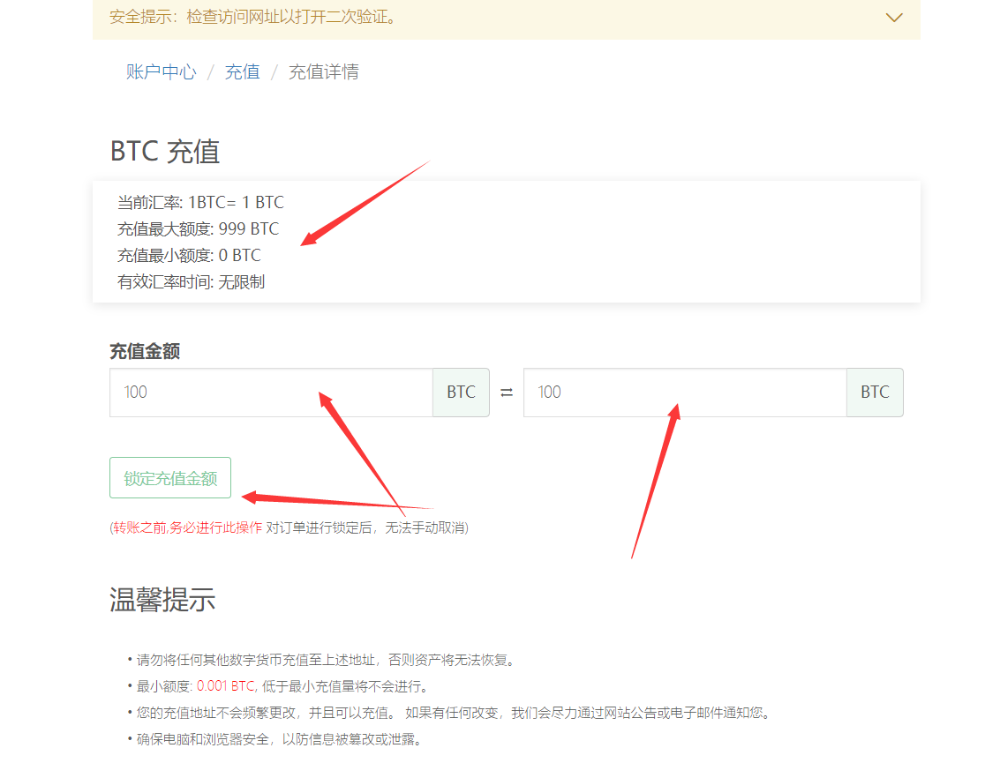 安全提示：检查访问网址以打开二次验证。
账户中心 / 充值 / 充值详情
BTC 充值
当前汇率: 1BTC= 1 BTC
充值最大额度: 999 BTC
充值最小额度: 0 BTC
有效汇率时间: 无限制
充值金额
100 BTC ⇌ 100 BTC
锁定充值金额
(转账之前,务必进行此操作 对订单进行锁定后，无法手动取消)
温馨提示
• 请勿将任何其他数字货币充值至上述地址，否则资产将无法恢复。
• 最小额度: 0.001 BTC, 低于最小充值量将不会进行。
• 您的充值地址不会频繁更改，并且可以充值。 如果有任何改变，我们会尽力通过网站公告或电子邮件通知您。
• 确保电脑和浏览器安全，以防信息被篡改或泄露。